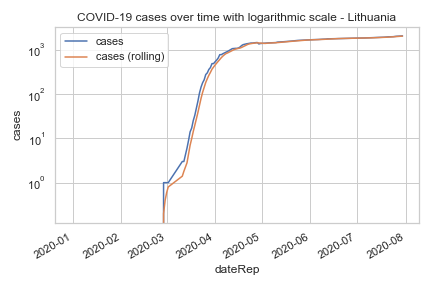 COVID-19 cases over time with logarithmic scale - Lithuania
cases
cases (rolling)
10³
10²
10¹
10⁰
cases
2020-01
2020-02
2020-03
2020-04
2020-05
2020-06
2020-07
2020-08
dateRep